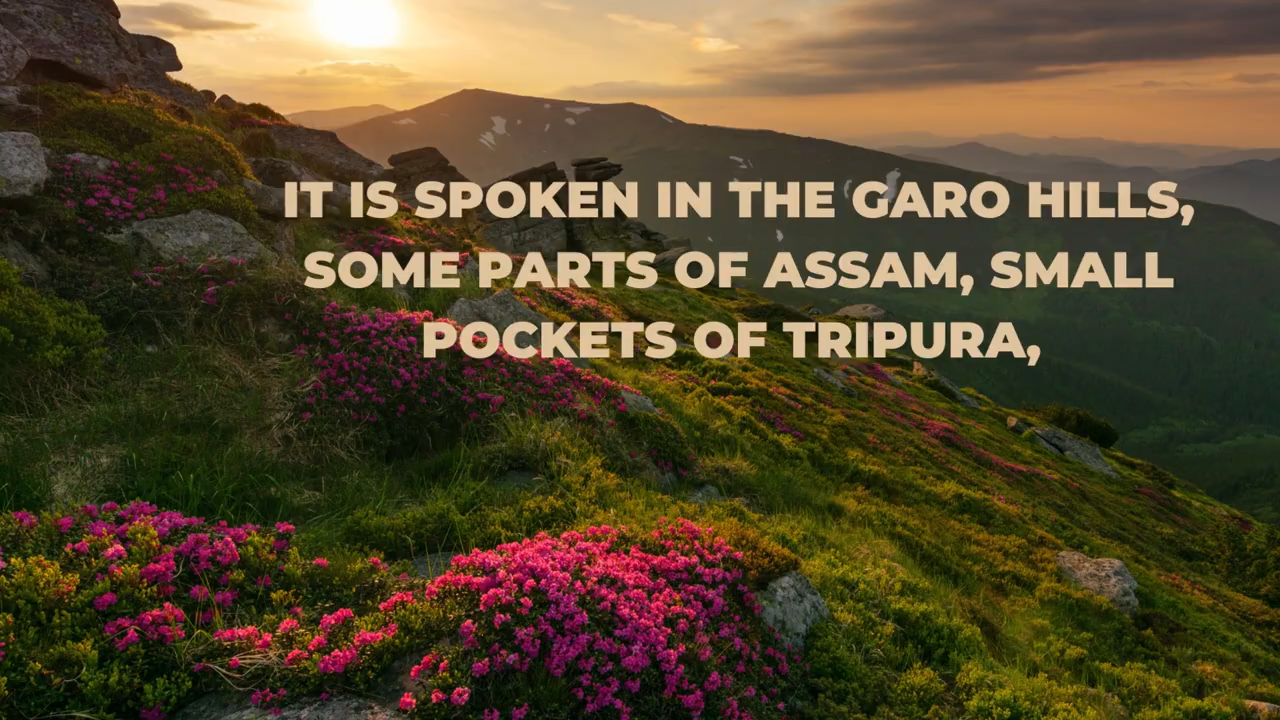 IT IS SPOKEN IN THE GARO HILLS,
SOME PARTS OF ASSAM, SMALL
POCKETS OF TRIPURA,